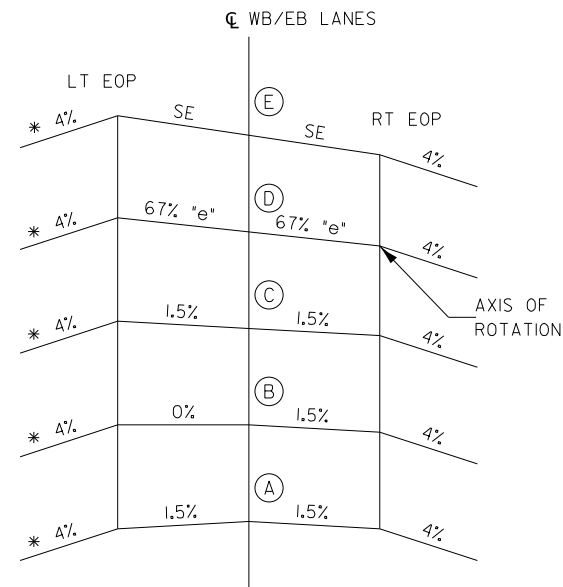 ℄ WB/EB LANES
LT EOP
E
SE
SE
RT EOP
* 4%
4%
D
67% "e"
67% "e"
* 4%
4%
AXIS OF
ROTATION
C
1.5%
1.5%
* 4%
4%
B
0%
1.5%
* 4%
4%
A
1.5%
1.5%
* 4%
4%